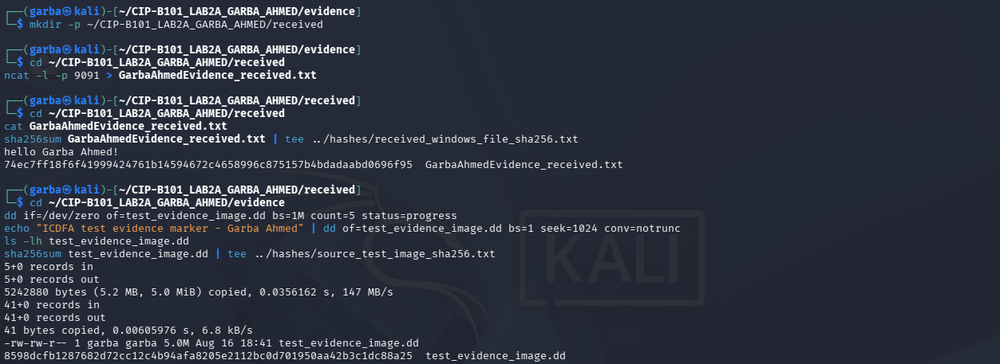 ┌──(garba㉿kali)-[~/CIP-B101_LAB2A_GARBA_AHMED/evidence]
└─$ mkdir -p ~/CIP-B101_LAB2A_GARBA_AHMED/received
┌──(garba㉿kali)-[~/CIP-B101_LAB2A_GARBA_AHMED/evidence]
└─$ cd ~/CIP-B101_LAB2A_GARBA_AHMED/received
ncat -l -p 9091 > GarbaAhmedEvidence_received.txt
┌──(garba㉿kali)-[~/CIP-B101_LAB2A_GARBA_AHMED/received]
└─$ cd ~/CIP-B101_LAB2A_GARBA_AHMED/received
cat GarbaAhmedEvidence_received.txt
sha256sum GarbaAhmedEvidence_received.txt | tee ../hashes/received_windows_file_sha256.txt
hello Garba Ahmed!
74ec7ff18f6f41999424761b14594672c4658996c875157b4bdadaabd0696f95  GarbaAhmedEvidence_received.txt
┌──(garba㉿kali)-[~/CIP-B101_LAB2A_GARBA_AHMED/received]
└─$ cd ~/CIP-B101_LAB2A_GARBA_AHMED/evidence
dd if=/dev/zero of=test_evidence_image.dd bs=1M count=5 status=progress
echo "ICDFA test evidence marker - Garba Ahmed" | dd of=test_evidence_image.dd bs=1 seek=1024 conv=notrunc
ls -lh test_evidence_image.dd
sha256sum test_evidence_image.dd | tee ../hashes/source_test_image_sha256.txt
5+0 records in
5+0 records out
5242880 bytes (5.2 MB, 5.0 MiB) copied, 0.0356162 s, 147 MB/s
41+0 records in
41+0 records out
41 bytes copied, 0.00605976 s, 6.8 kB/s
-rw-rw-r-- 1 garba garba 5.0M Aug 16 18:41 test_evidence_image.dd
8598dcfb1287682d72cc12c4b94afa8205e2112bc0d701950aa42b3c1dc88a25  test_evidence_image.dd
KALI